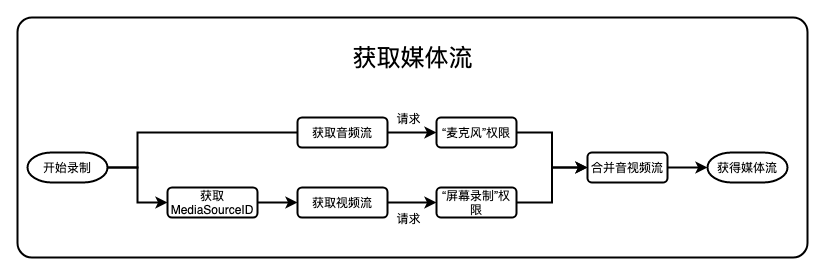 获取媒体流
开始录制
获取音频流
请求
“麦克风”权限
获取
MediaSourceID
获取视频流
请求
“屏幕录制”权
限
合并音视频流
获得媒体流